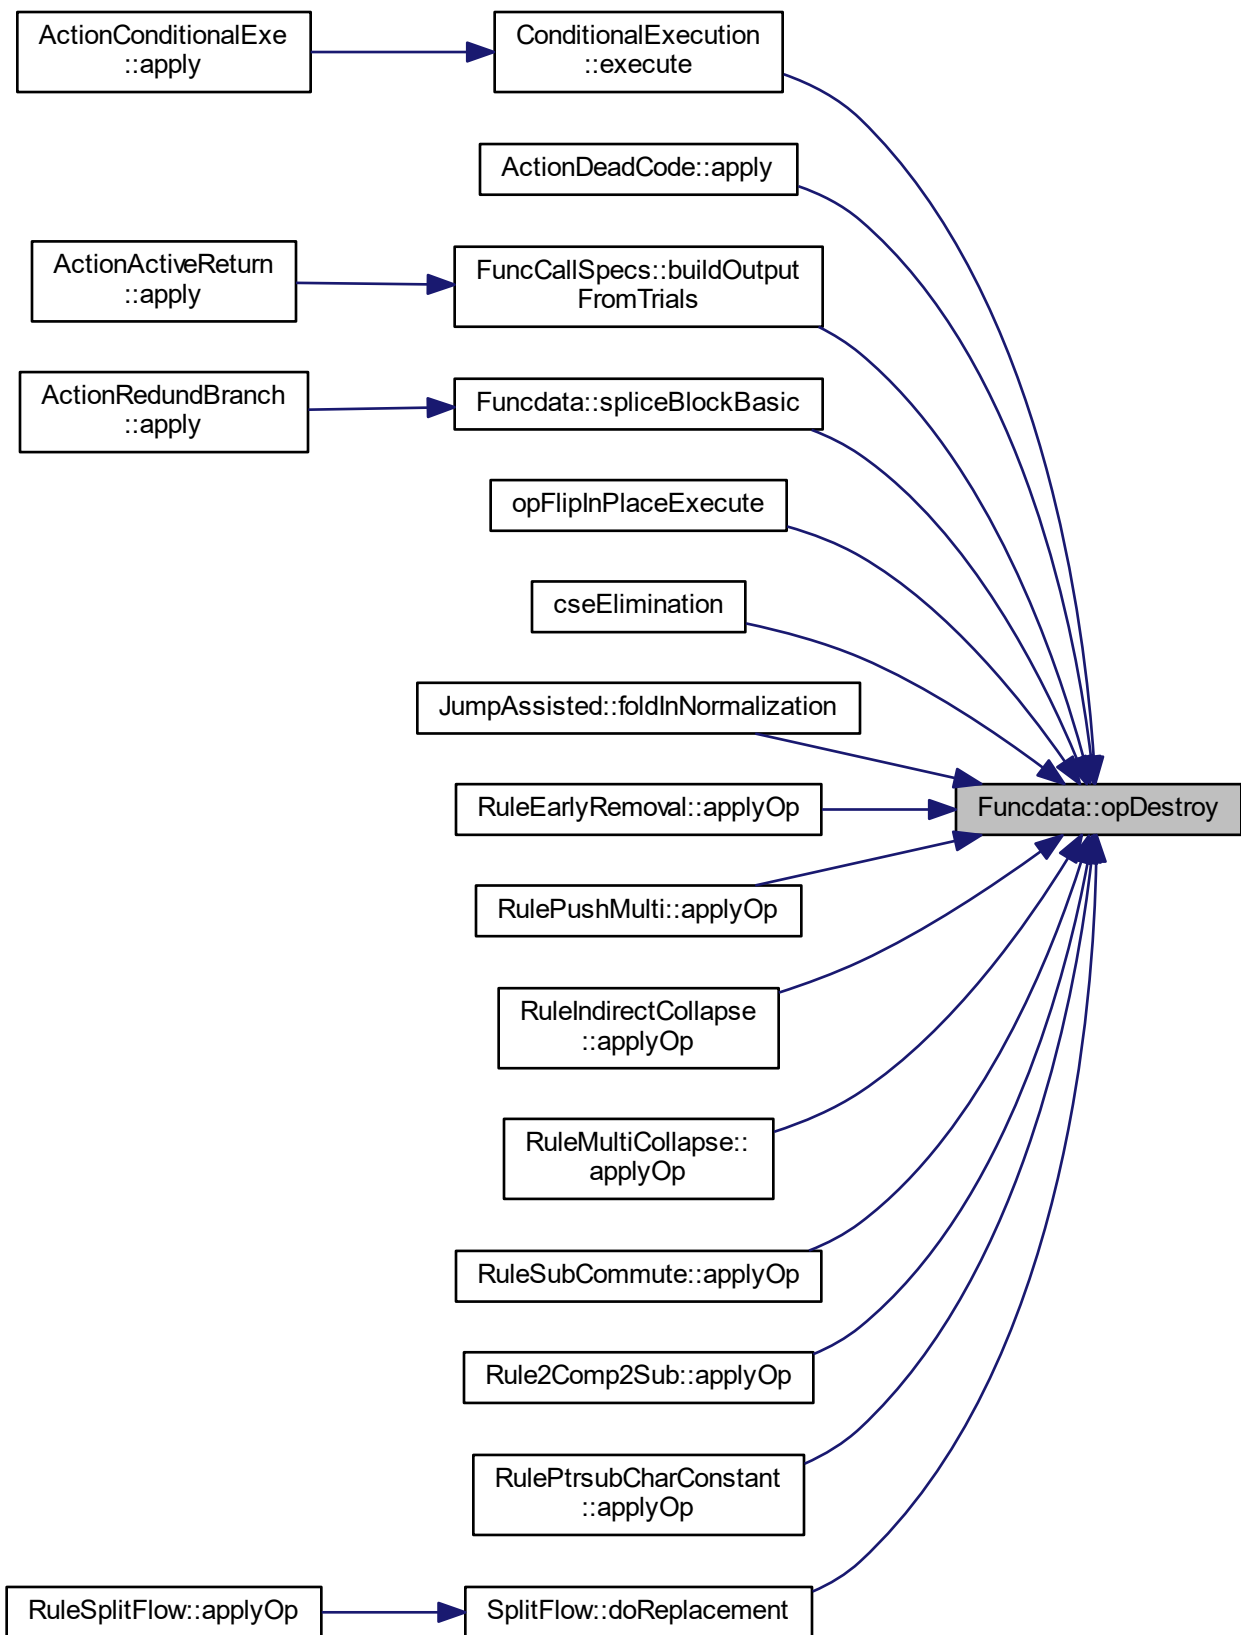 ActionConditionalExe
::apply
ConditionalExecution
::execute
ActionDeadCode::apply
ActionActiveReturn
::apply
FuncCallSpecs::buildOutput
FromTrials
ActionRedundBranch
::apply
Funcdata::spliceBlockBasic
opFlipInPlaceExecute
cseElimination
JumpAssisted::foldInNormalization
RuleEarlyRemoval::applyOp
Funcdata::opDestroy
RulePushMulti::applyOp
RuleIndirectCollapse
::applyOp
RuleMultiCollapse::
applyOp
RuleSubCommute::applyOp
Rule2Comp2Sub::applyOp
RulePtrsubCharConstant
::applyOp
RuleSplitFlow::applyOp
SplitFlow::doReplacement